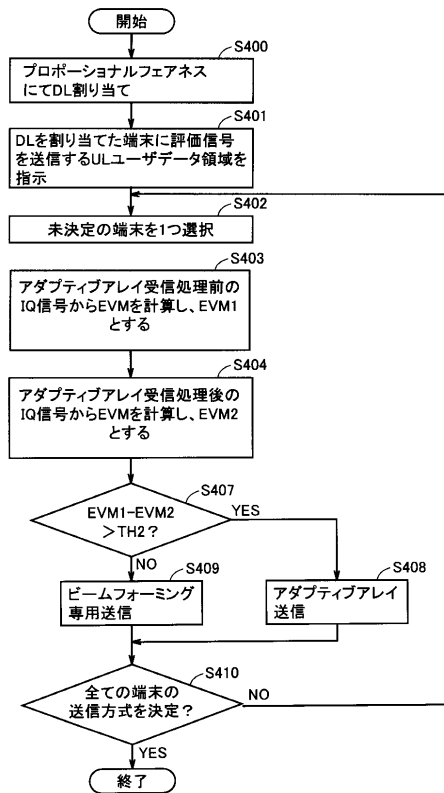 開始
S400
プロポーショナルフェアネス
にてDL割り当て
S401
DLを割り当てた端末に評価信号
を送信するULユーザデータ領域を
指示
S402
未決定の端末を1つ選択
S403
アダプティブアレイ受信処理前の
IQ信号からEVMを計算し、EVM1
とする
S404
アダプティブアレイ受信処理後の
IQ信号からEVMを計算し、EVM2
とする
S407
EVM1-EVM2
>TH2?
YES
NO
S409
ビームフォーミング
専用送信
S408
アダプティブアレイ
送信
S410
全ての端末の
送信方式を決定?
NO
YES
終了